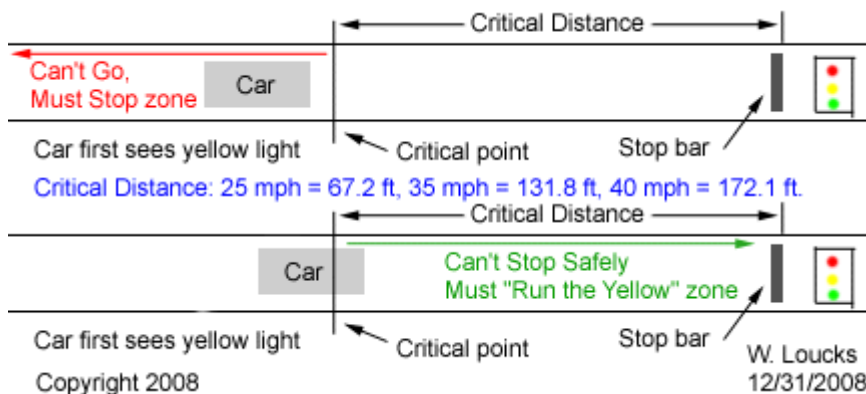 Critical Distance
Can't Go,
Must Stop zone
Car
Car first sees yellow light
Critical point
Stop bar
Critical Distance: 25 mph = 67.2 ft, 35 mph = 131.8 ft, 40 mph = 172.1 ft.
Critical Distance
Car
Can't Stop Safely
Must "Run the Yellow" zone
Car first sees yellow light
Critical point
Stop bar
W. Loucks
Copyright 2008
12/31/2008